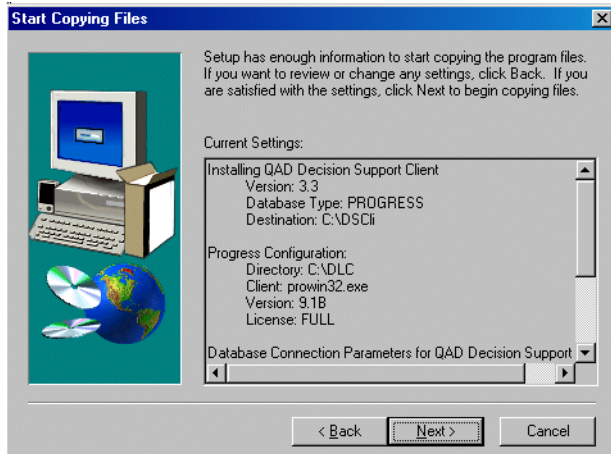 Start Copying Files
Setup has enough information to start copying the program files.
If you want to review or change any settings, click Back. If you
are satisfied with the settings, click Next to begin copying files.
Current Settings:
Installing QAD Decision Support Client
Version: 3.3
Database Type: PROGRESS
Destination: C:\DSCli
Progress Configuration:
Directory: C:\DLC
Client: prowin32.exe
Version: 9.1B
License: FULL
Database Connection Parameters for QAD Decision Support
< Back
Next >
Cancel